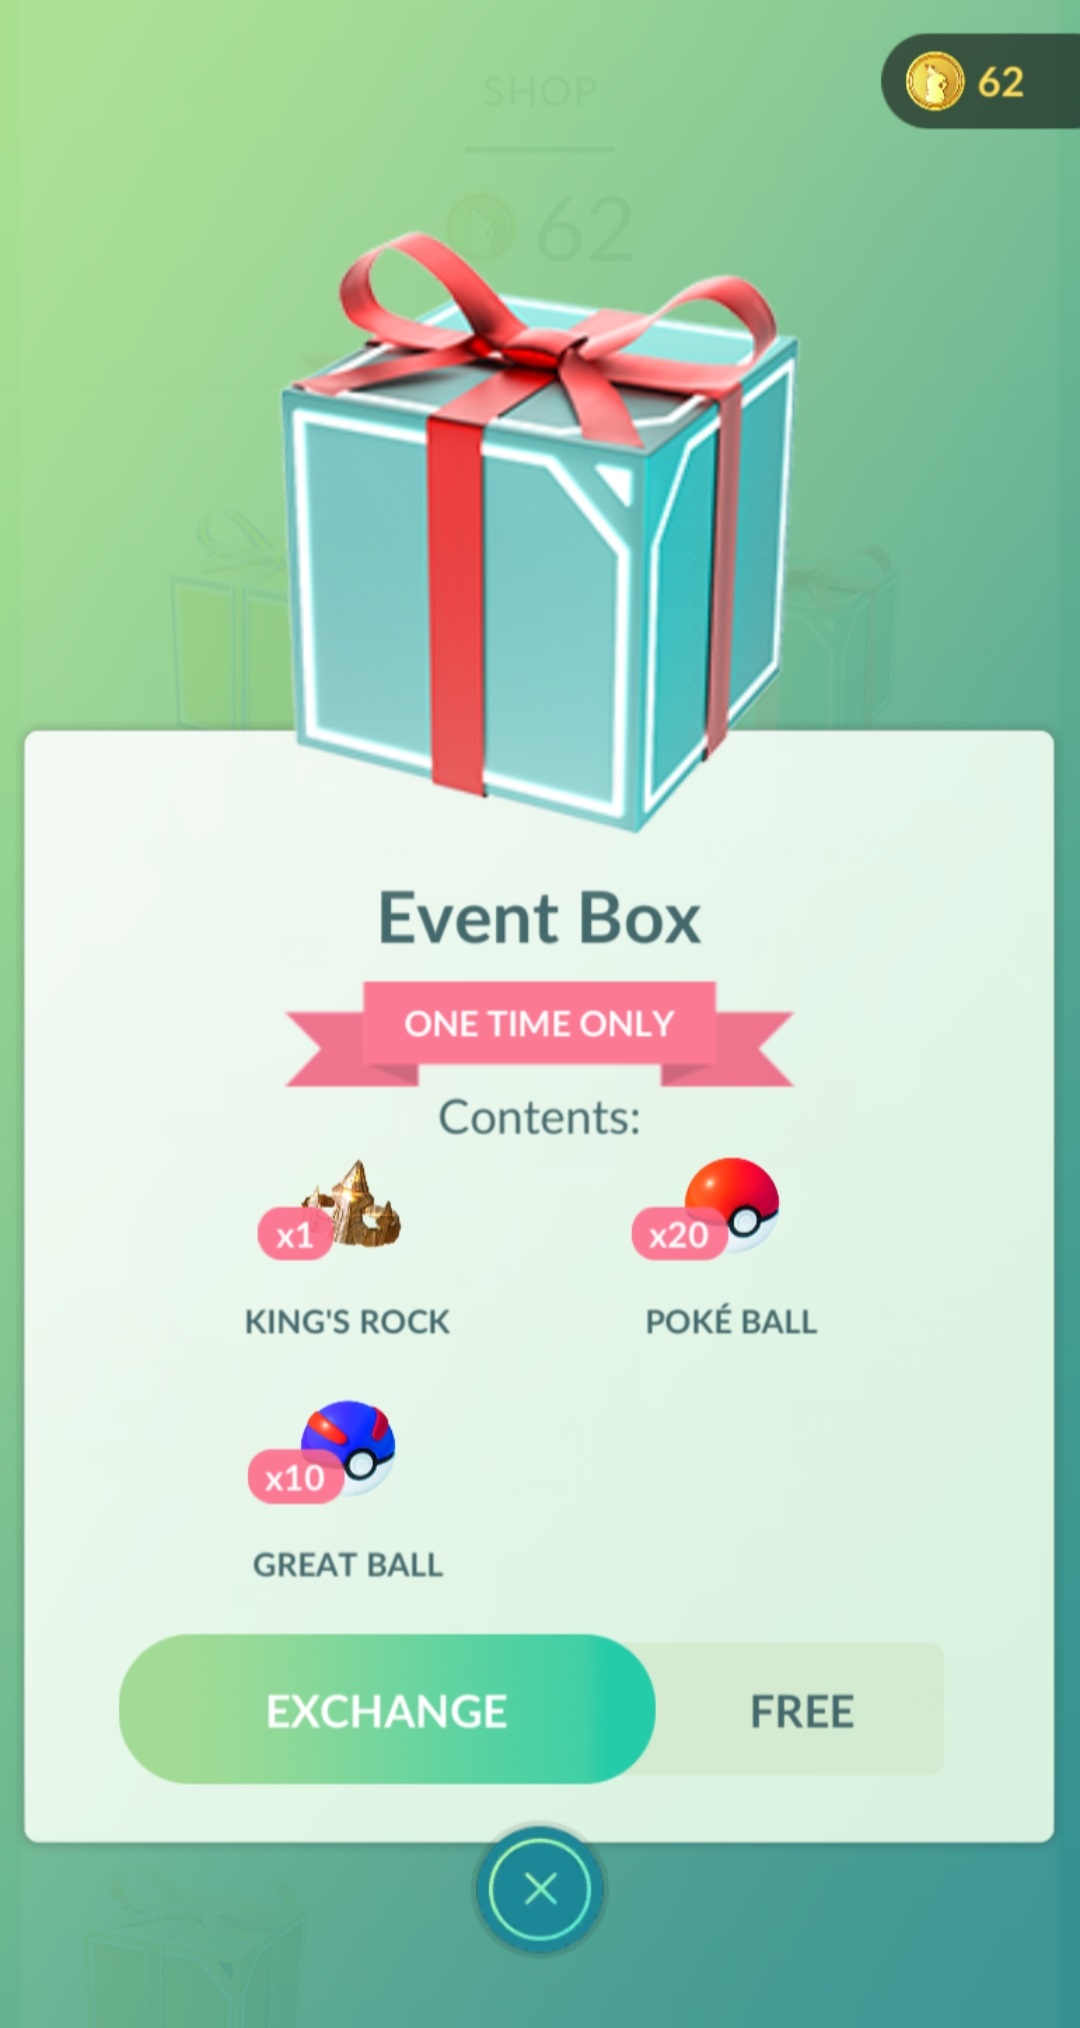 62
SHOP
62
Event Box
ONE TIME ONLY
Contents:
x1
KING'S ROCK
x20
POKÉ BALL
x10
GREAT BALL
EXCHANGE
FREE